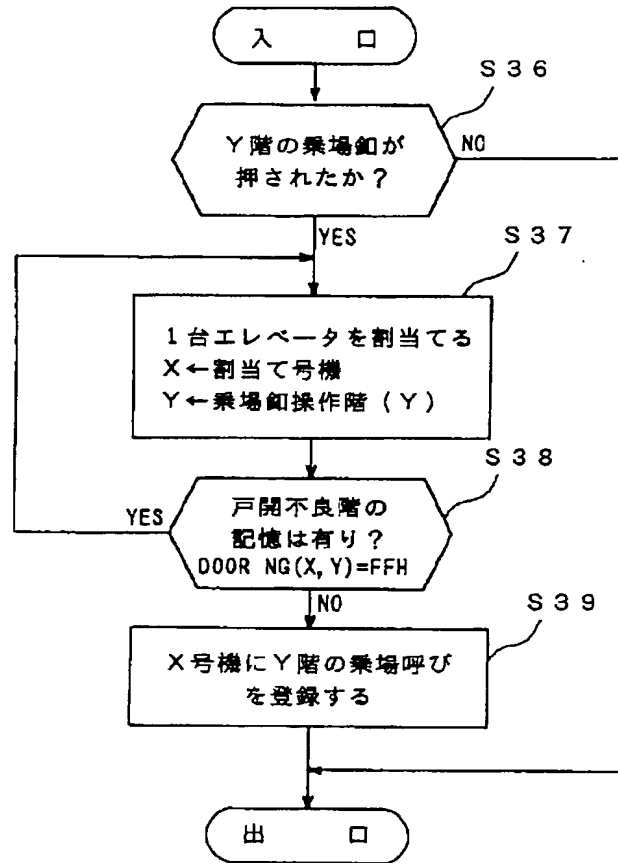 入 口
S36
Y階の乗場釦が
押されたか？
NO
YES
S37
1台エレベータを割当てる
X←割当て号機
Y←乗場釦操作階（Y）
S38
戸開不良階の
記憶は有り？
DOOR NG(X,Y)=FFH
YES
NO
S39
X号機にY階の乗場呼び
を登録する
出 口